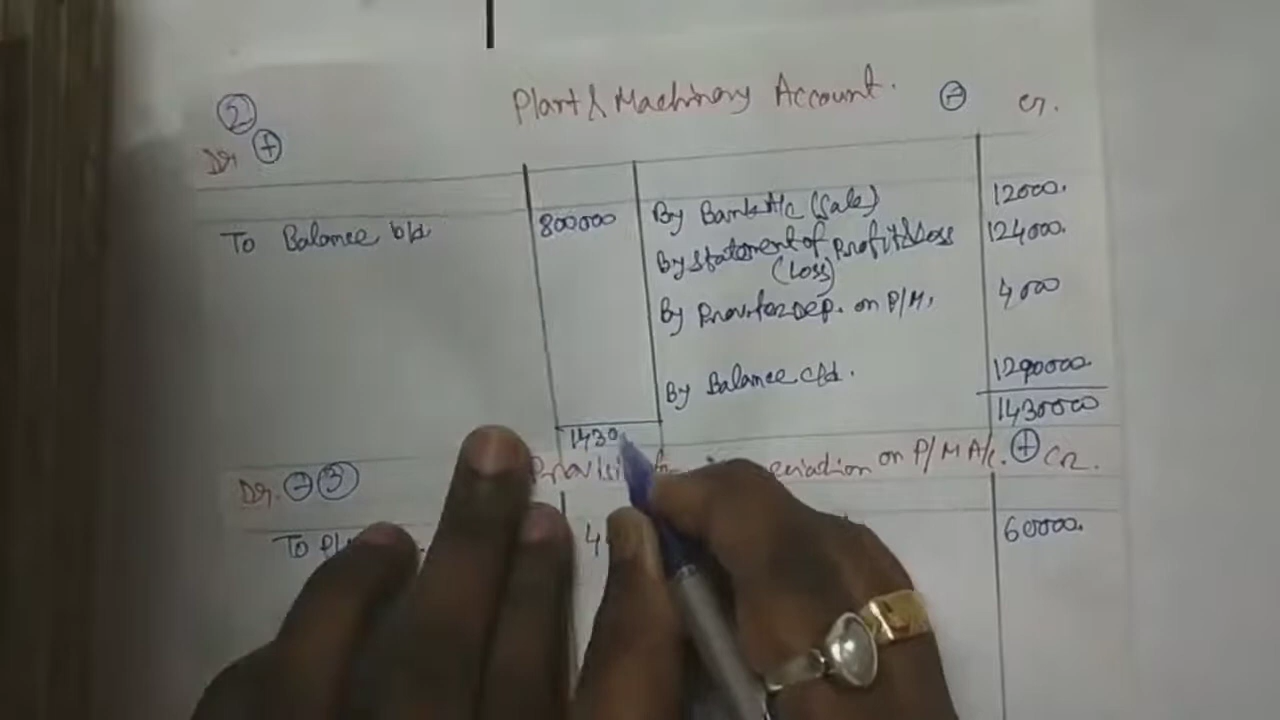 Plant & Machinery Account.
② Dr. ⊕ ⊖ Cr.
To Balance b/d 800000 By Bank A/c (Sale) 12000.
By Statement of Profit & Loss 124000.
(Loss)
By Prov. for Dep. on P/M. 4000
By Balance c/d. 1290000
1430 1430000
Dr. ⊖ ③ on P/M A/c. ⊕ Cr.
To 60000.